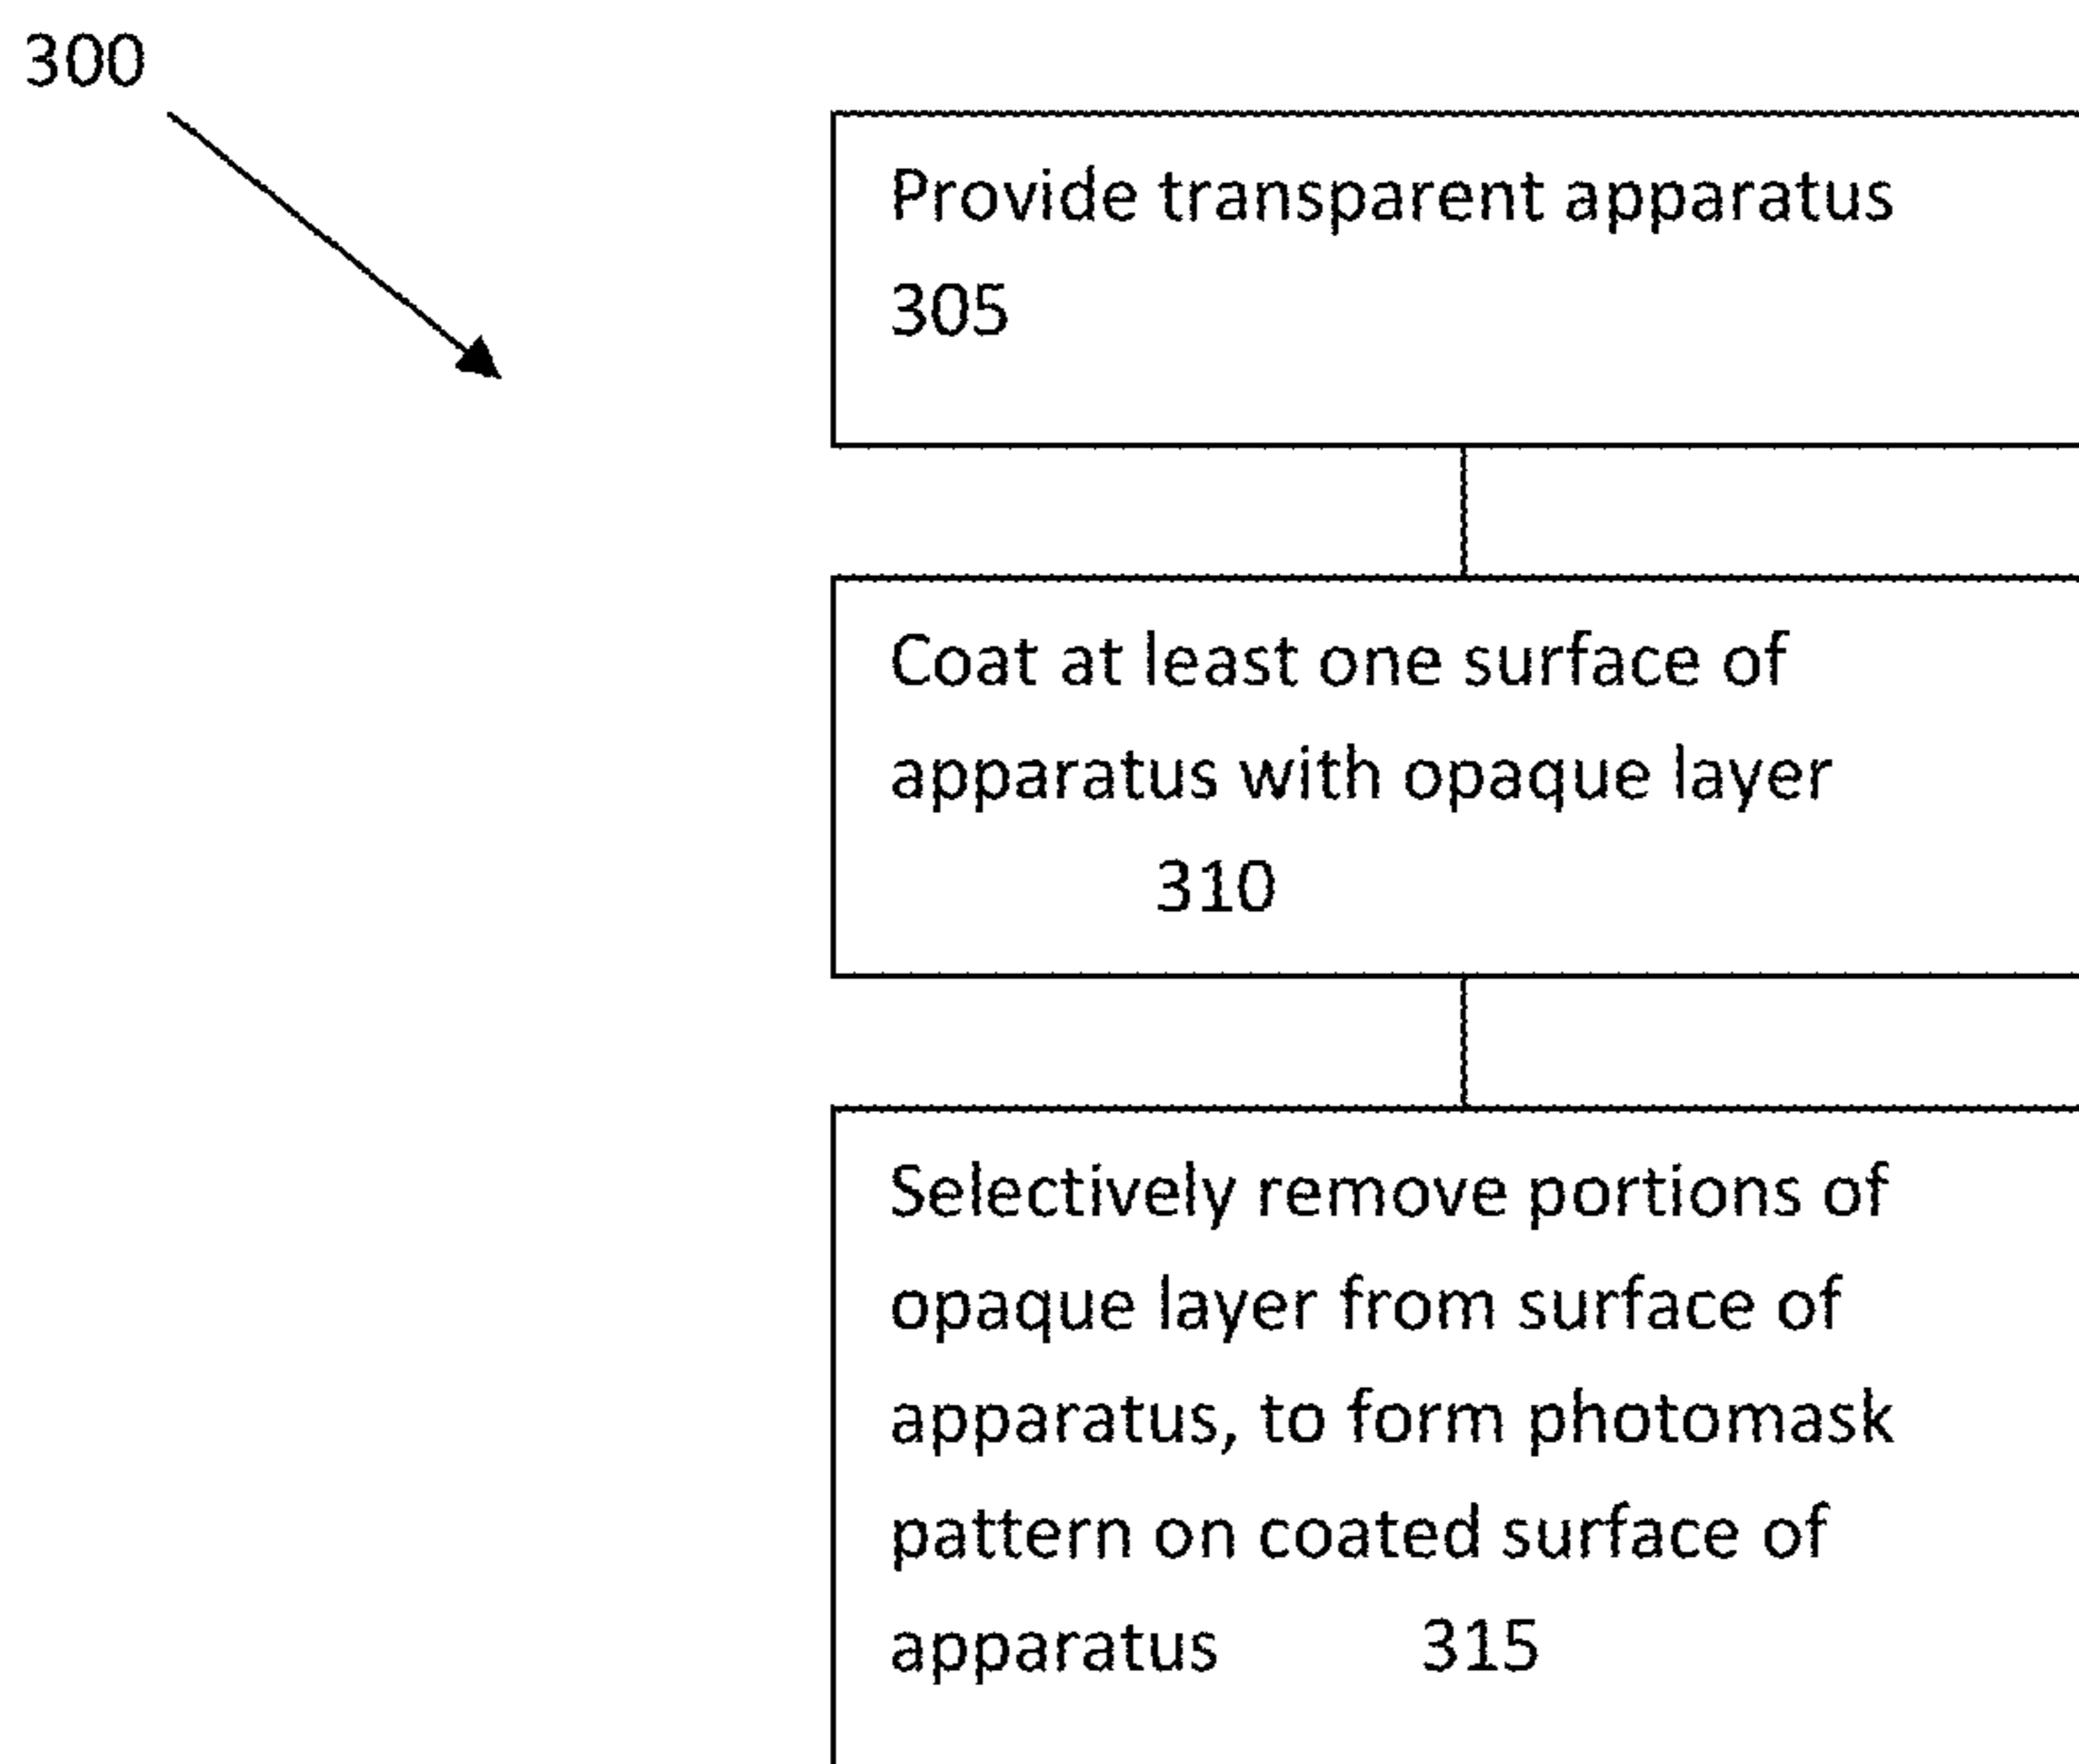 300
Provide transparent apparatus
305
Coat at least one surface of
apparatus with opaque layer
310
Selectively remove portions of
opaque layer from surface of
apparatus, to form photomask
pattern on coated surface of
apparatus 315